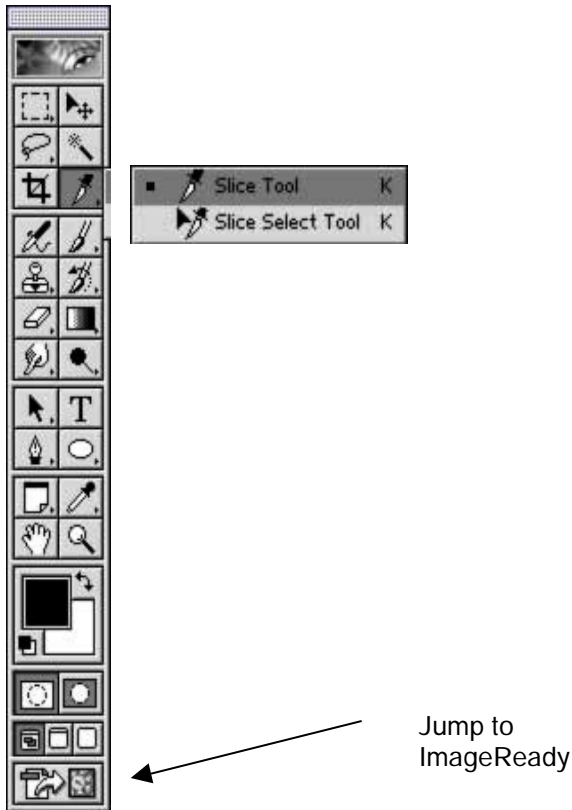 Slice Tool K
Slice Select Tool K
T
Jump to
ImageReady